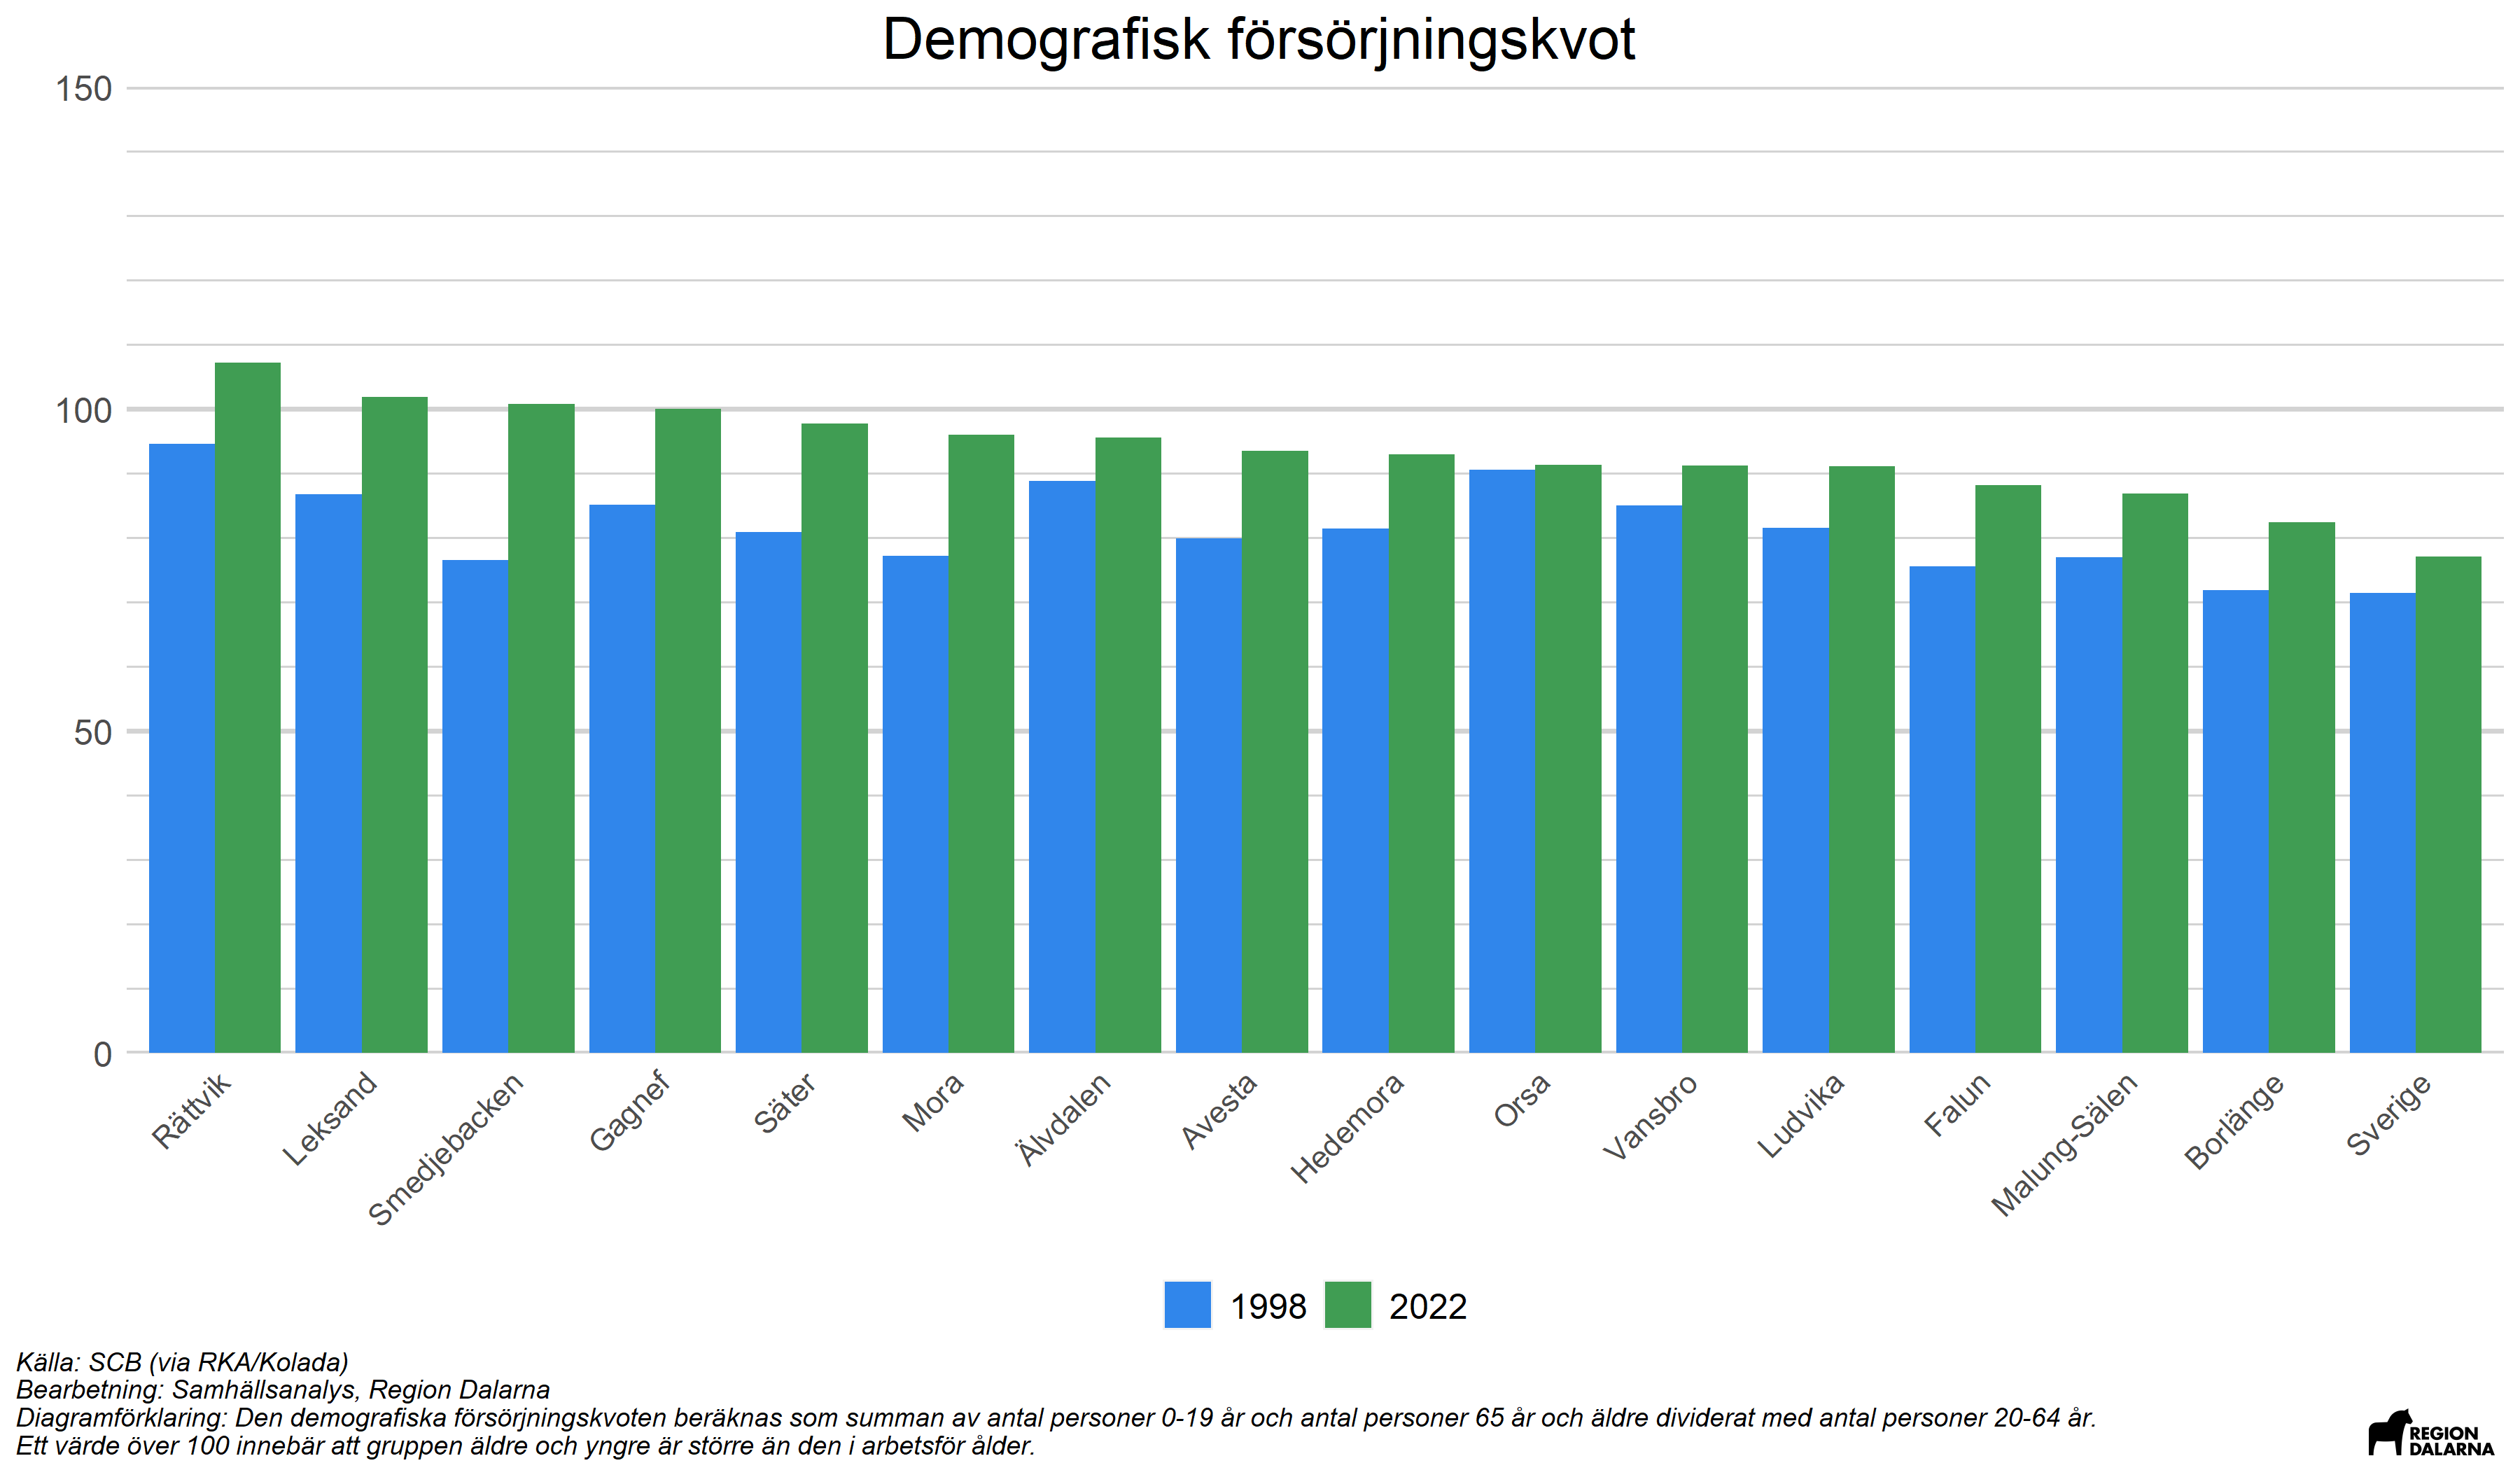 Demografisk försörjningskvot
150
100
50
0
Rättvik
Leksand
Smedjebacken
Gagnef
Säter
Mora
Älvdalen
Avesta
Hedemora
Orsa
Vansbro
Ludvika
Falun
Malung-Sälen
Borlänge
Sverige
1998 2022
Källa: SCB (via RKA/Kolada)
Bearbetning: Samhällsanalys, Region Dalarna
Diagramförklaring: Den demografiska försörjningskvoten beräknas som summan av antal personer 0-19 år och antal personer 65 år och äldre dividerat med antal personer 20-64 år.
Ett värde över 100 innebär att gruppen äldre och yngre är större än den i arbetsför ålder.
REGION
DALARNA